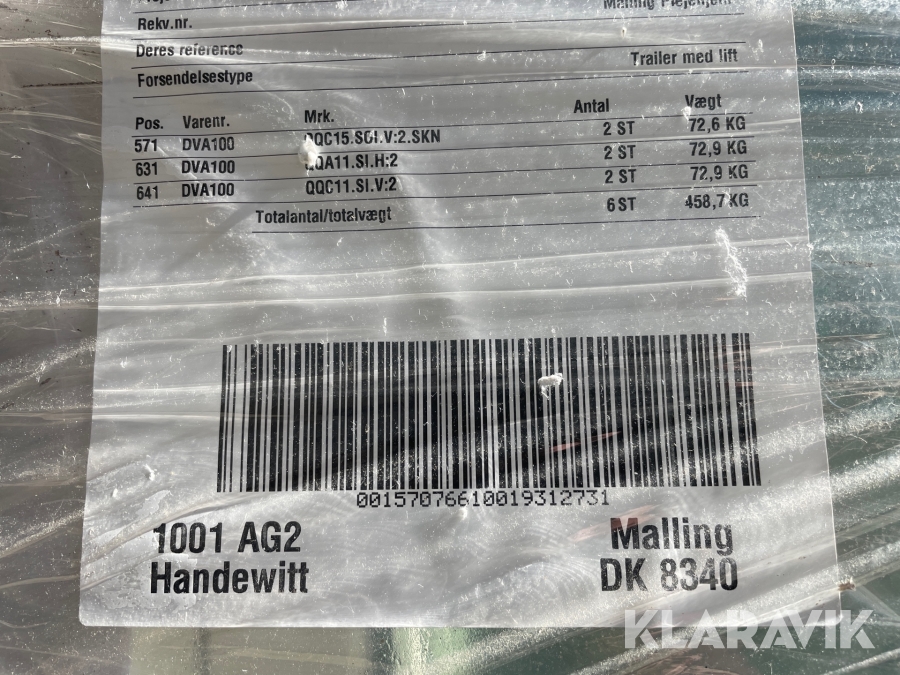 Malling Plejehjem
Rekv.nr.
Deres reference
Forsendelsestype Trailer med lift
Pos. Varenr. Mrk. Antal Vægt
571 DVA100 QQC15.SOI.V:2.SKN 2 ST 72,6 KG
631 DVA100 QQA11.SI.H:2 2 ST 72,9 KG
641 DVA100 QQC11.SI.V:2 2 ST 72,9 KG
Totalantal/totalvægt 6 ST 458,7 KG
00157076610019312731
1001 AG2 Malling
Handewitt DK 8340
KLARAVIK